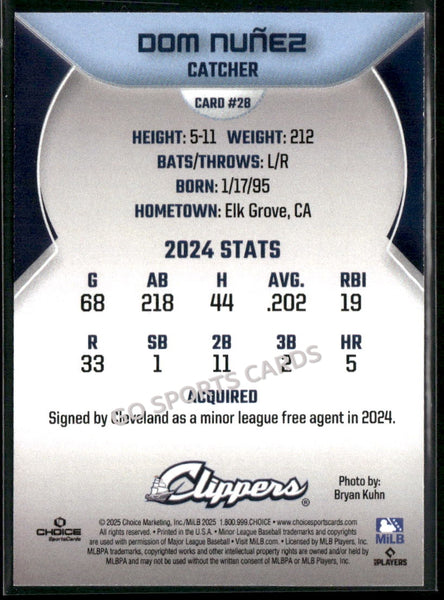 DOM NUÑEZ
CATCHER
CARD #28
HEIGHT: 5-11 WEIGHT: 212
BATS/THROWS: L/R
BORN: 1/17/95
HOMETOWN: Elk Grove, CA
2024 STATS
G AB H AVG. RBI
68 218 44 .202 19
R SB 2B 3B HR
33 1 11 2 5
GO SPORTS CARDS
ACQUIRED
Signed by Cleveland as a minor league free agent in 2024.
Clippers®
Photo by:
Bryan Kuhn
CHOICE
SportsCards
© 2025 Choice Marketing, Inc./MiLB 2025 1.800.999.CHOICE • www.choicesportscards.com
All rights reserved. • Printed in the U.S.A. • Minor League Baseball trademarks and copyrights
are used with permission of Major League Baseball • Visit MiLB.com. • Licensed by MLB Players, Inc.
MLBPA trademarks, copyrighted works and other intellectual property rights are owned and/or held by
MLBPA and may not be used without the written consent of MLBPA or MLB Players, Inc.
MiLB
PLAYERS